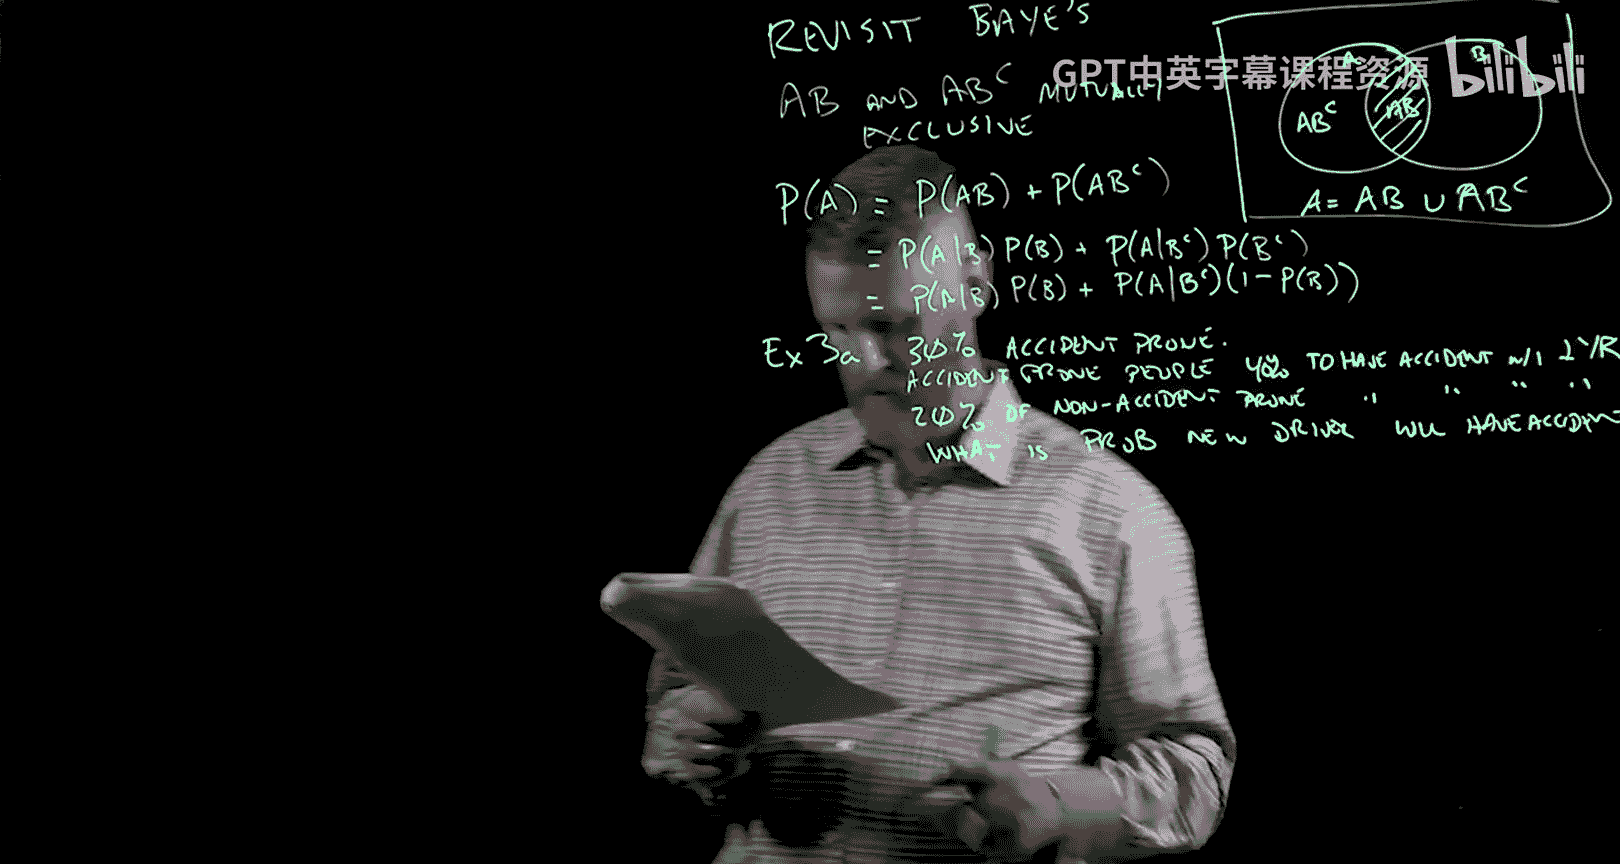 REVISIT BAYE'S
GPT中英字幕课程资源 bilibili
AB AND AB^C MUTUALLY
EXCLUSIVE
A B
AB^C AB
A = AB ∪ AB^C
P(A) = P(AB) + P(AB^C)
= P(A|B) P(B) + P(A|B^C) P(B^C)
= P(A|B) P(B) + P(A|B^C)(1-P(B))
Ex 3a 30% ACCIDENT PRONE.
ACCIDENT PRONE PEOPLE 40% TO HAVE ACCIDENT W/I 1 YR
20% OF NON-ACCIDENT PRONE " " " "
WHAT IS PROB NEW DRIVER WILL HAVE ACCIDENT